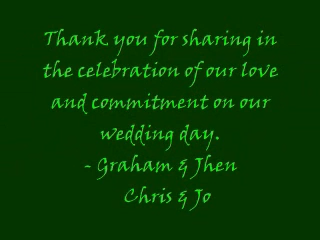 Thank you for sharing in
the celebration of our love
and commitment on our
wedding day.
- Graham & Jhen
Chris & Jo